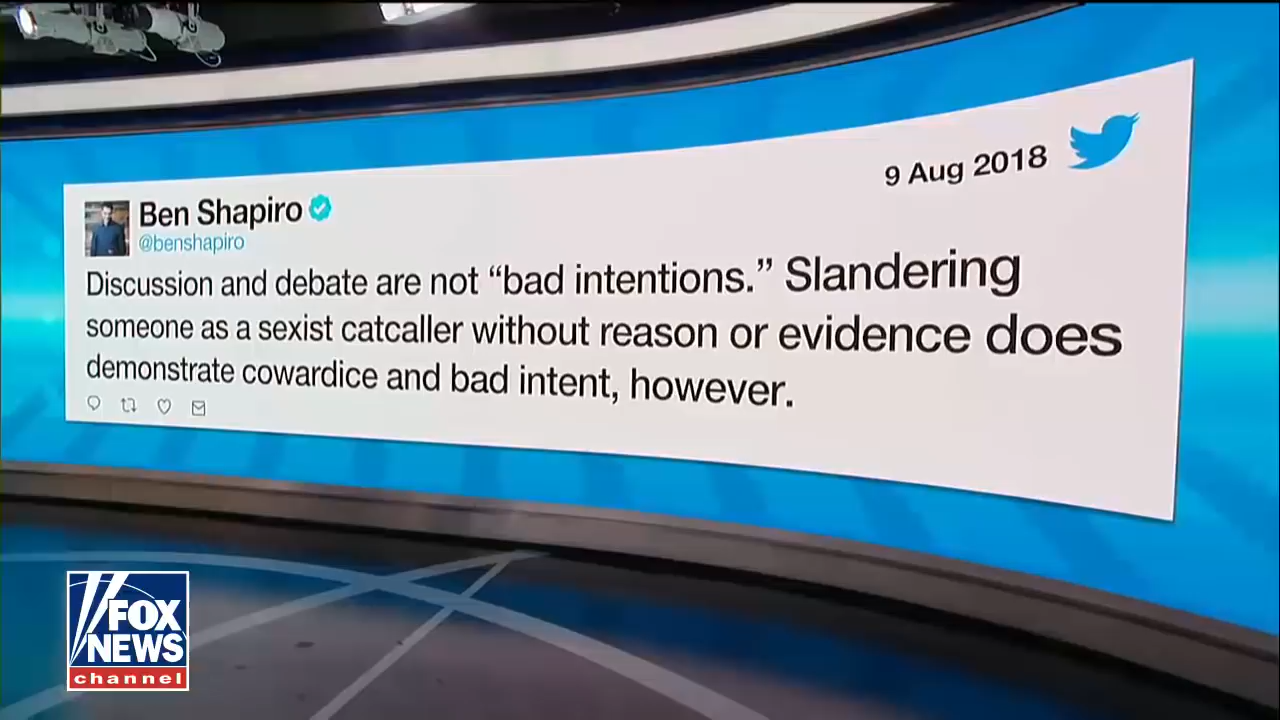 9 Aug 2018
Ben Shapiro
@benshapiro
Discussion and debate are not “bad intentions.” Slandering
someone as a sexist catcaller without reason or evidence does
demonstrate cowardice and bad intent, however.
FOX
NEWS
channel